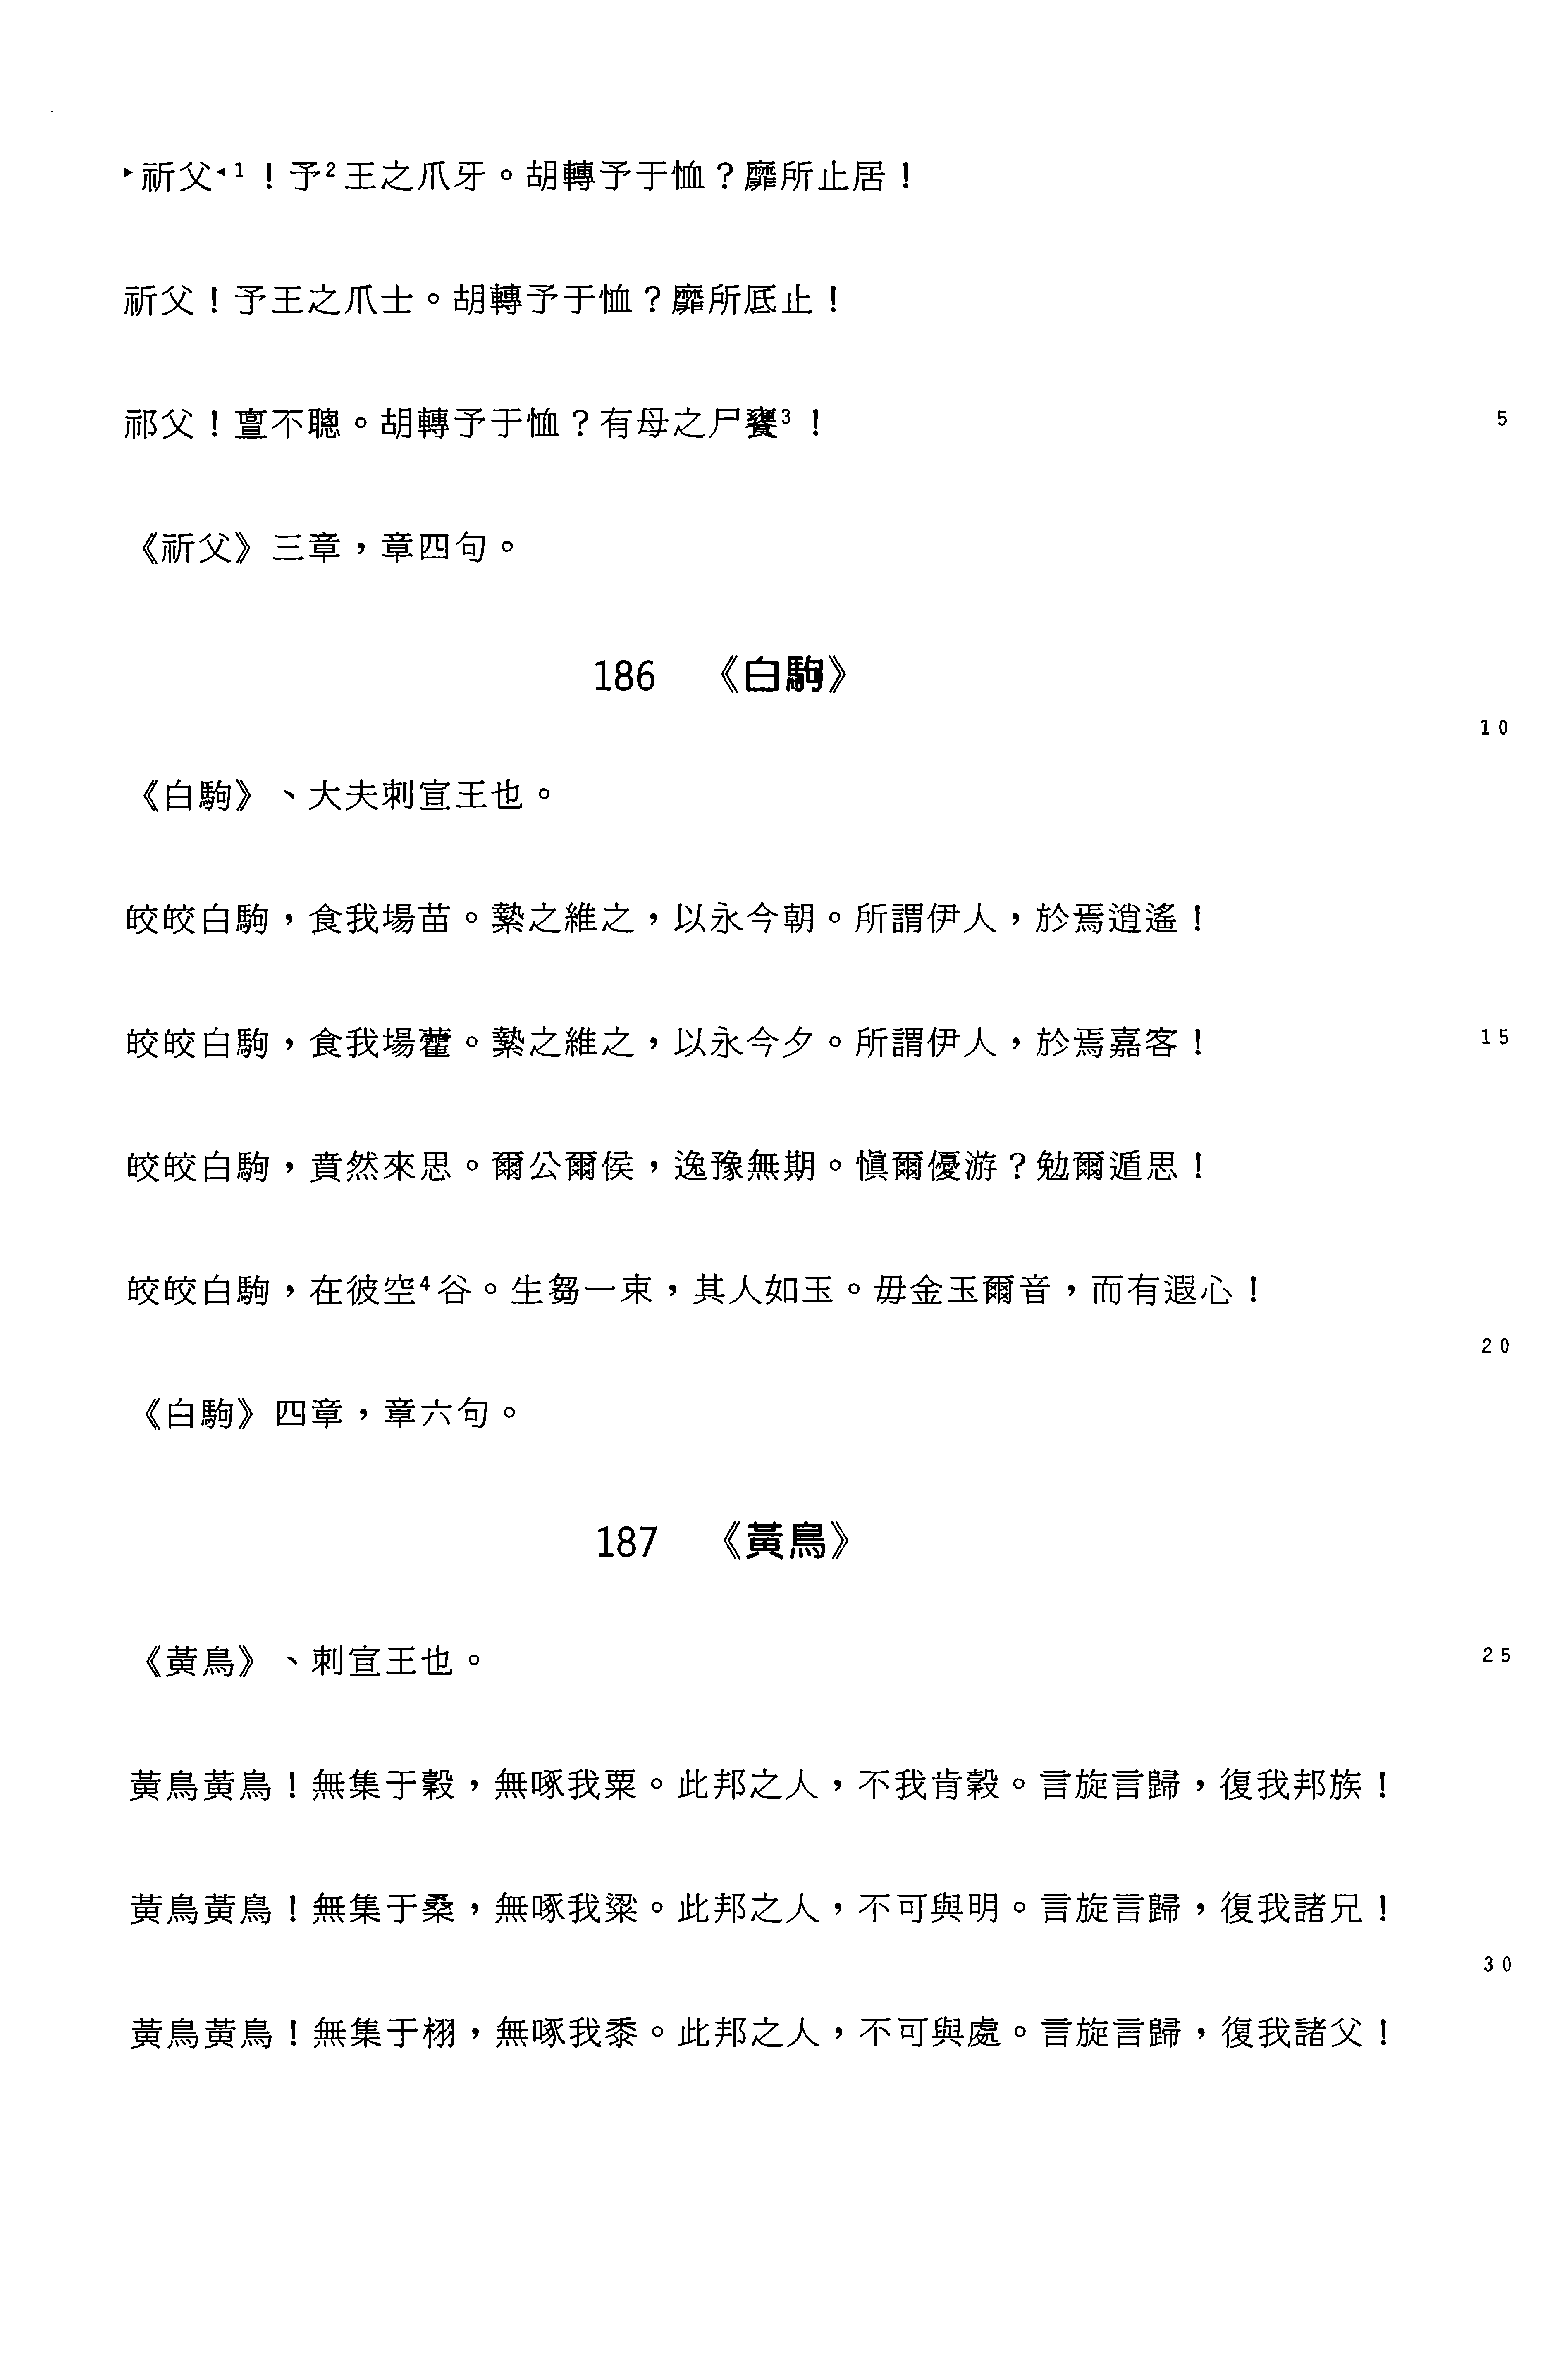 ▸祈父◂1！予2王之爪牙。胡轉予于恤？靡所止居！
祈父！予王之爪士。胡轉予于恤？靡所厎止！
祁父！亶不聰。胡轉予于恤？有母之尸饔3！
5
《祈父》三章，章四句。
186 《白駒》
10
《白駒》、大夫刺宣王也。
皎皎白駒，食我場苗。縶之維之，以永今朝。所謂伊人，於焉逍遙！
皎皎白駒，食我場藿。縶之維之，以永今夕。所謂伊人，於焉嘉客！
15
皎皎白駒，賁然來思。爾公爾侯，逸豫無期。慎爾優游？勉爾遁思！
皎皎白駒，在彼空4谷。生芻一束，其人如玉。毋金玉爾音，而有遐心！
20
《白駒》四章，章六句。
187 《黃鳥》
《黃鳥》、刺宣王也。
25
黃鳥黃鳥！無集于穀，無啄我粟。此邦之人，不我肯穀。言旋言歸，復我邦族！
黃鳥黃鳥！無集于桑，無啄我粱。此邦之人，不可與明。言旋言歸，復我諸兄！
30
黃鳥黃鳥！無集于栩，無啄我黍。此邦之人，不可與處。言旋言歸，復我諸父！